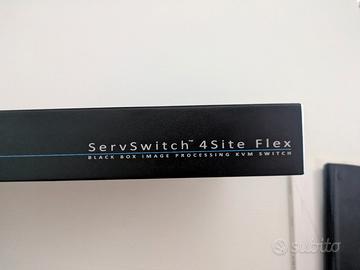 ServSwitch™ 4Site Flex
BLACK BOX IMAGE PROCESSING KVM SWITCH
subito